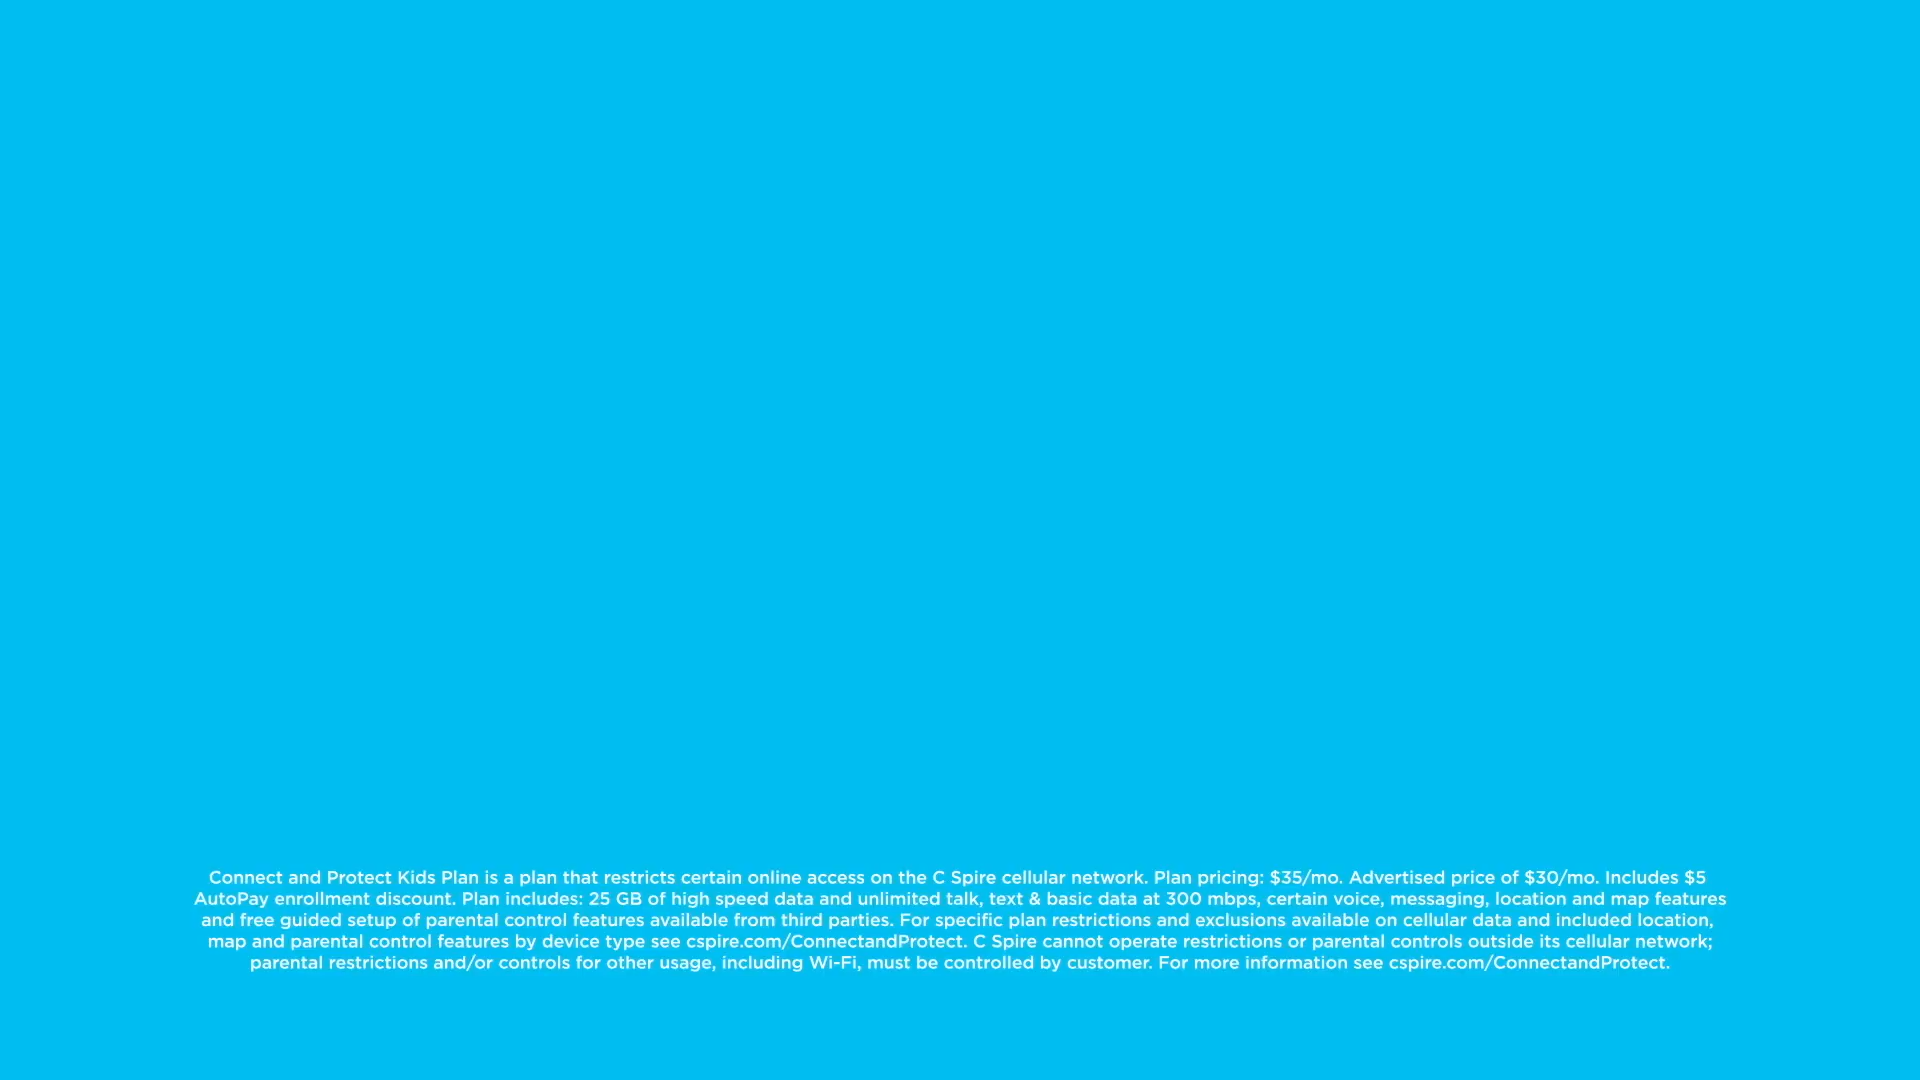 Connect and Protect Kids Plan is a plan that restricts certain online access on the C Spire cellular network. Plan pricing: $35/mo. Advertised price of $30/mo. Includes $5
AutoPay enrollment discount. Plan includes: 25 GB of high speed data and unlimited talk, text & basic data at 300 mbps, certain voice, messaging, location and map features
and free guided setup of parental control features available from third parties. For specific plan restrictions and exclusions available on cellular data and included location,
map and parental control features by device type see cspire.com/ConnectandProtect. C Spire cannot operate restrictions or parental controls outside its cellular network;
parental restrictions and/or controls for other usage, including Wi-Fi, must be controlled by customer. For more information see cspire.com/ConnectandProtect.